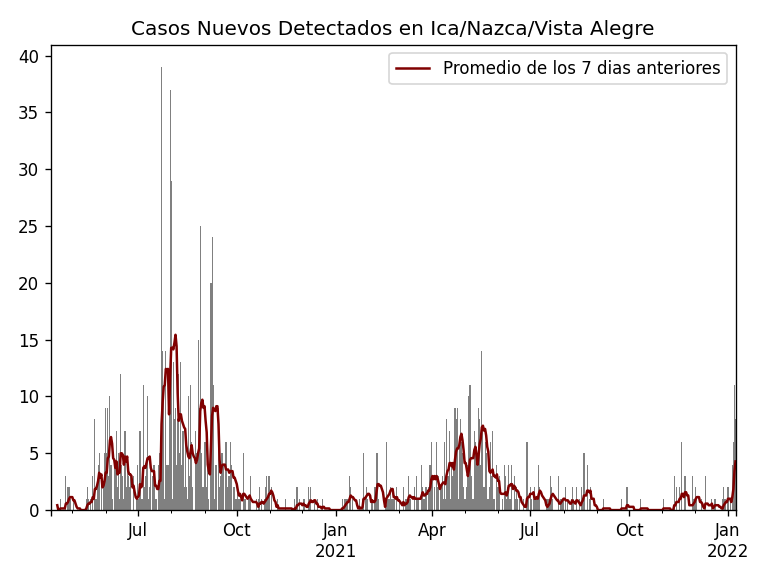 Casos Nuevos Detectados en Ica/Nazca/Vista Alegre
Promedio de los 7 dias anteriores
40
35
30
25
20
15
10
5
0
Jul
Oct
Jan
2021
Apr
Jul
Oct
Jan
2022